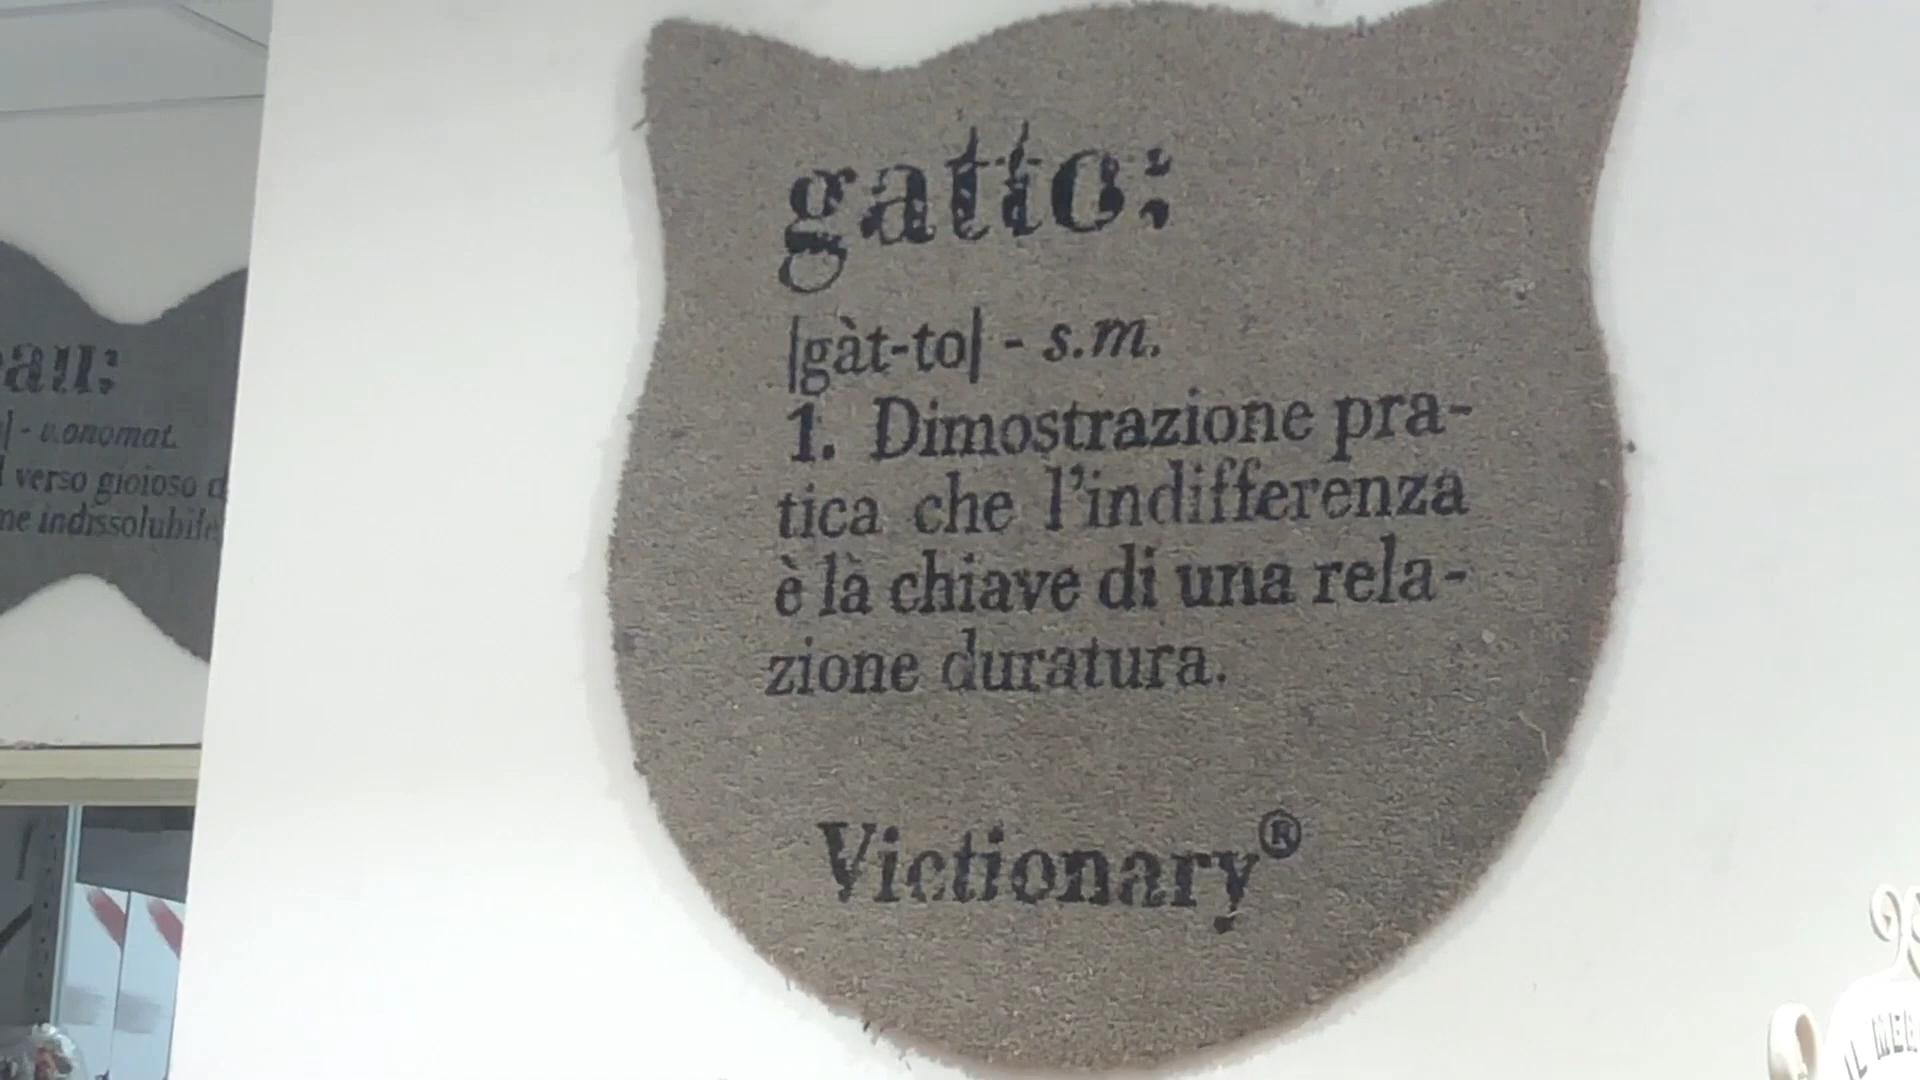 gatto:
|gàt-to| - s.m.
1. Dimostrazione pra-
tica che l'indifferenza
è la chiave di una rela-
zione duratura.
Victionary®
- v.onomat.
verso gioioso
indissolubile
IL